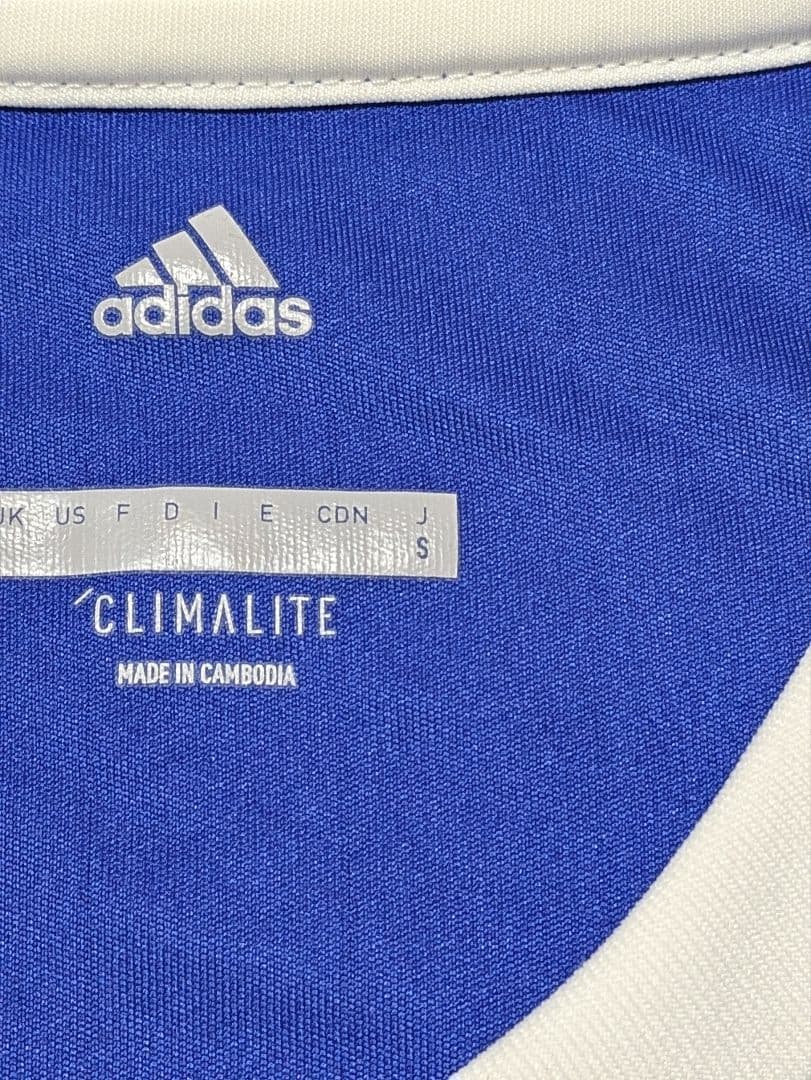 adidas
UK US F D I E CDN J
S
CLIMALITE
MADE IN CAMBODIA